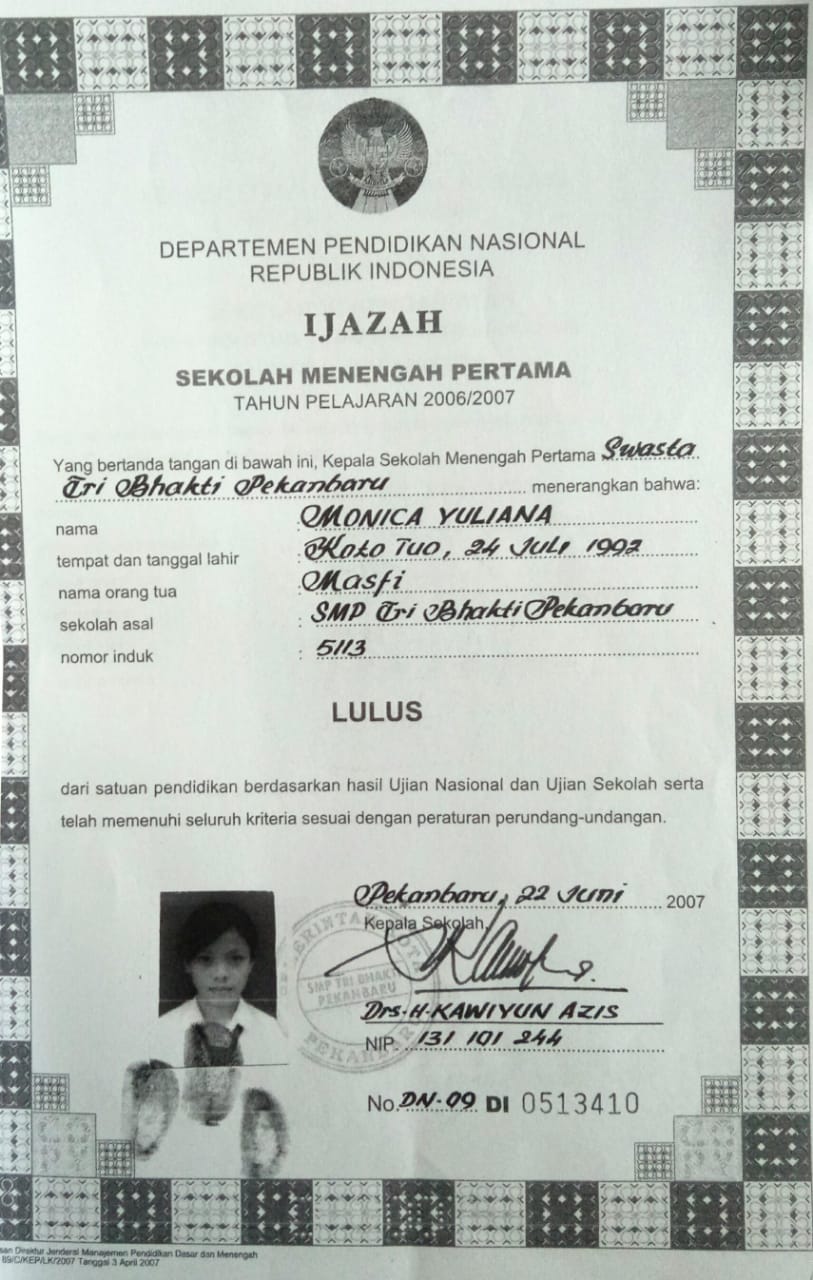 DEPARTEMEN PENDIDIKAN NASIONAL
REPUBLIK INDONESIA
IJAZAH
SEKOLAH MENENGAH PERTAMA
TAHUN PELAJARAN 2006/2007
Yang bertanda tangan di bawah ini, Kepala Sekolah Menengah Pertama Swasta
Tri Bhakti Pekanbaru menerangkan bahwa:
nama : MONICA YULIANA
tempat dan tanggal lahir : Koto Tuo, 24 Juli 1992
nama orang tua : Masfi
sekolah asal : SMP Tri Bhakti Pekanbaru
nomor induk : 5113
LULUS
dari satuan pendidikan berdasarkan hasil Ujian Nasional dan Ujian Sekolah serta
telah memenuhi seluruh kriteria sesuai dengan peraturan perundang-undangan.
Pekanbaru, 22 Juni 2007
Kepala Sekolah,
SMP TRI BHAKTI
PEKANBARU
Drs. H. KAWIYUN AZIS
NIP. 131 101 244
No. DN-09 DI 0513410
Direktur Jenderal Manajemen Pendidikan Dasar dan Menengah
89/C/KEP/LK/2007 Tanggal 3 April 2007